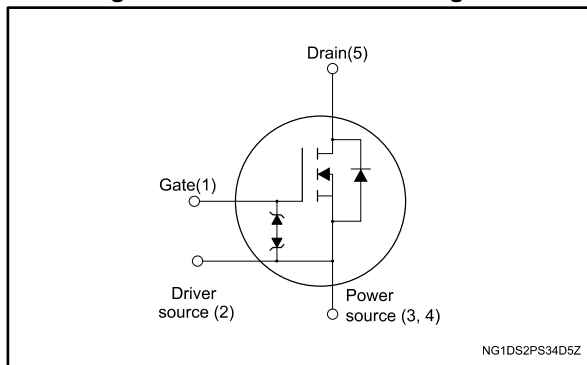 Drain(5)
Gate(1)
Driver
source (2)
Power
source (3, 4)
NG1DS2PS34D5Z